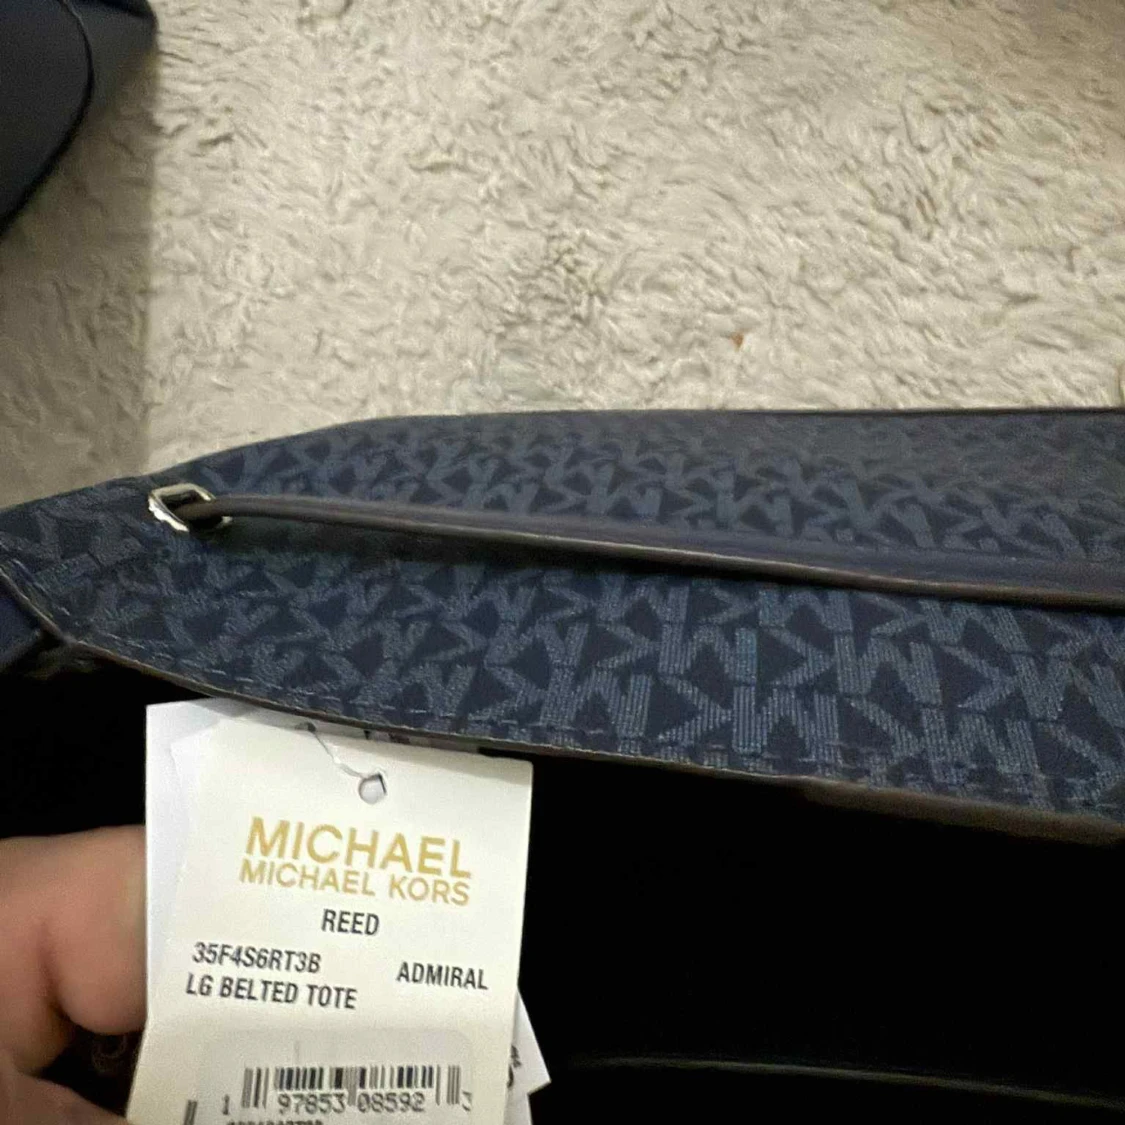 MICHAEL
MICHAEL KORS
REED
35F4S6RT3B
ADMIRAL
LG BELTED TOTE
1 97853 08592 3